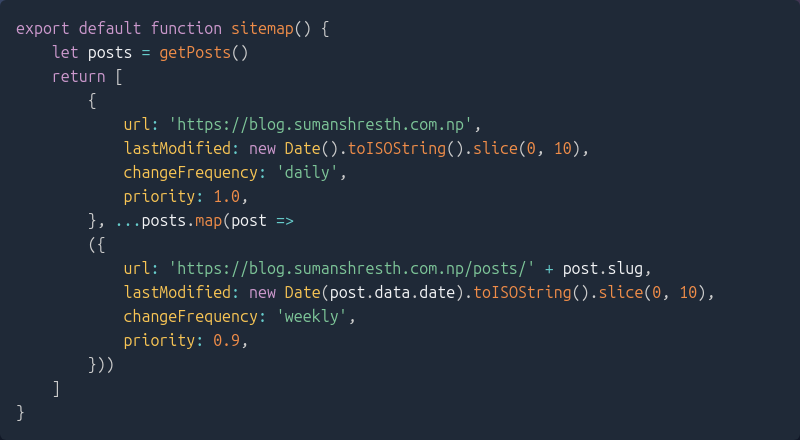 export default function sitemap() {
    let posts = getPosts()
    return [
        {
            url: 'https://blog.sumanshresth.com.np',
            lastModified: new Date().toISOString().slice(0, 10),
            changeFrequency: 'daily',
            priority: 1.0,
        }, ...posts.map(post =>
        ({
            url: 'https://blog.sumanshresth.com.np/posts/' + post.slug,
            lastModified: new Date(post.data.date).toISOString().slice(0, 10),
            changeFrequency: 'weekly',
            priority: 0.9,
        }))
    ]
}